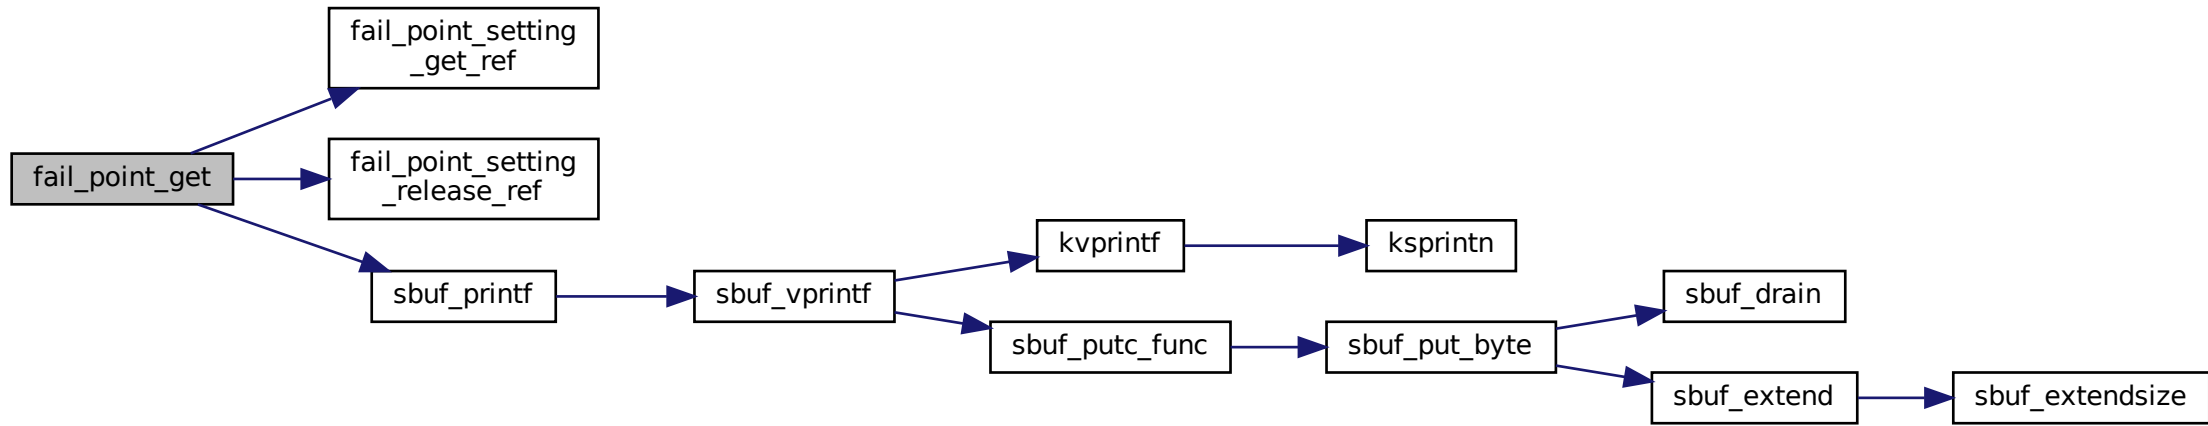 fail_point_setting
_get_ref
fail_point_get
fail_point_setting
_release_ref
sbuf_printf
sbuf_vprintf
kvprintf
ksprintn
sbuf_putc_func
sbuf_put_byte
sbuf_drain
sbuf_extend
sbuf_extendsize